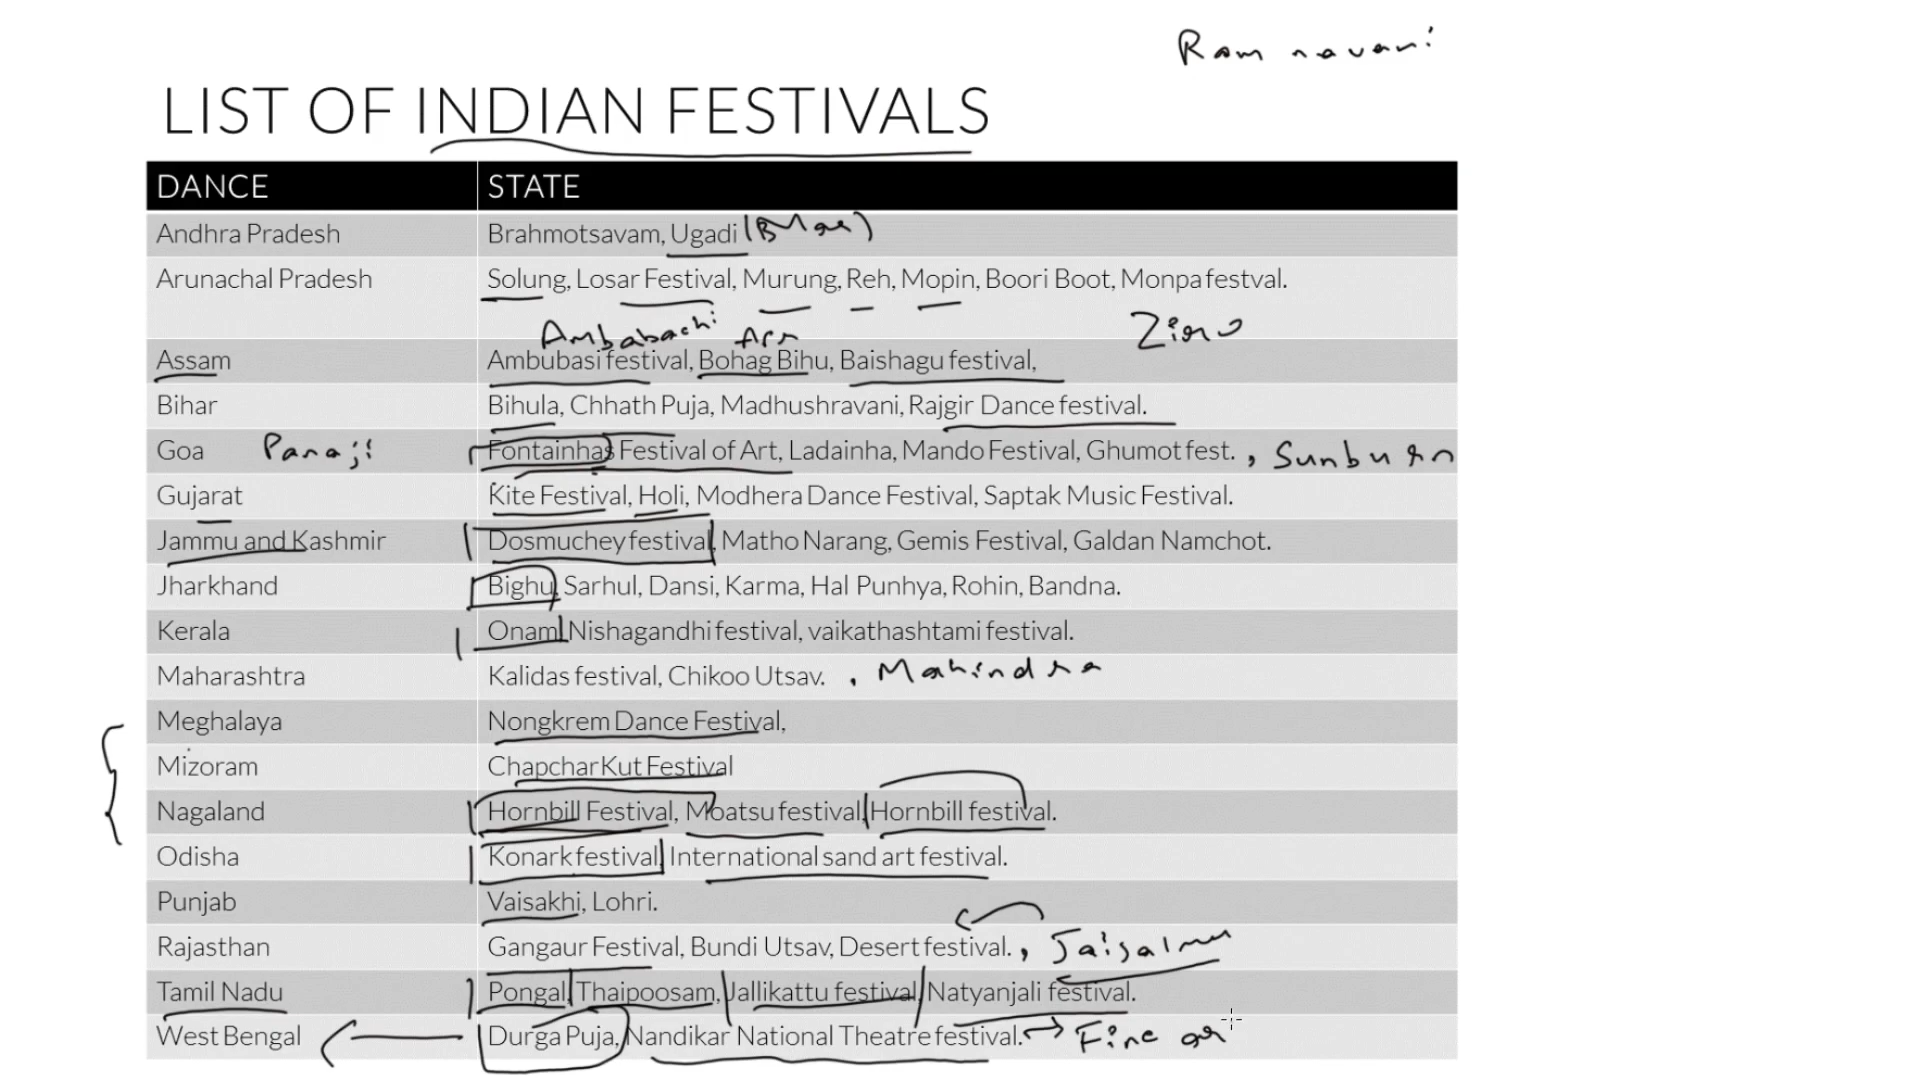 Ram navami
LIST OF INDIAN FESTIVALS
DANCE STATE
Andhra Pradesh Brahmotsavam, Ugadi
Arunachal Pradesh Solung, Losar Festival, Murung, Reh, Mopin, Boori Boot, Monpa festval.
Ambabachi Ziro
Assam Ambubasi festival, Bohag Bihu, Baishagu festival,
Bihar Bihula, Chhath Puja, Madhushravani, Rajgir Dance festival.
Goa Panaji Fontainhas Festival of Art, Ladainha, Mando Festival, Ghumot fest. , Sunburn
Gujarat Kite Festival, Holi, Modhera Dance Festival, Saptak Music Festival.
Jammu and Kashmir Dosmuchey festival, Matho Narang, Gemis Festival, Galdan Namchot.
Jharkhand Bighu, Sarhul, Dansi, Karma, Hal Punhya, Rohin, Bandna.
Kerala Onam, Nishagandhi festival, vaikathashtami festival.
Maharashtra Kalidas festival, Chikoo Utsav. , Mahindra
Meghalaya Nongkrem Dance Festival,
Mizoram Chapchar Kut Festival
Nagaland Hornbill Festival, Moatsu festival, Hornbill festival.
Odisha Konark festival, International sand art festival.
Punjab Vaisakhi, Lohri.
Rajasthan Gangaur Festival, Bundi Utsav, Desert festival. , Jaisalmer
Tamil Nadu Pongal, Thaipoosam, Jallikattu festival, Natyanjali festival.
West Bengal Durga Puja, Nandikar National Theatre festival. Fine ar